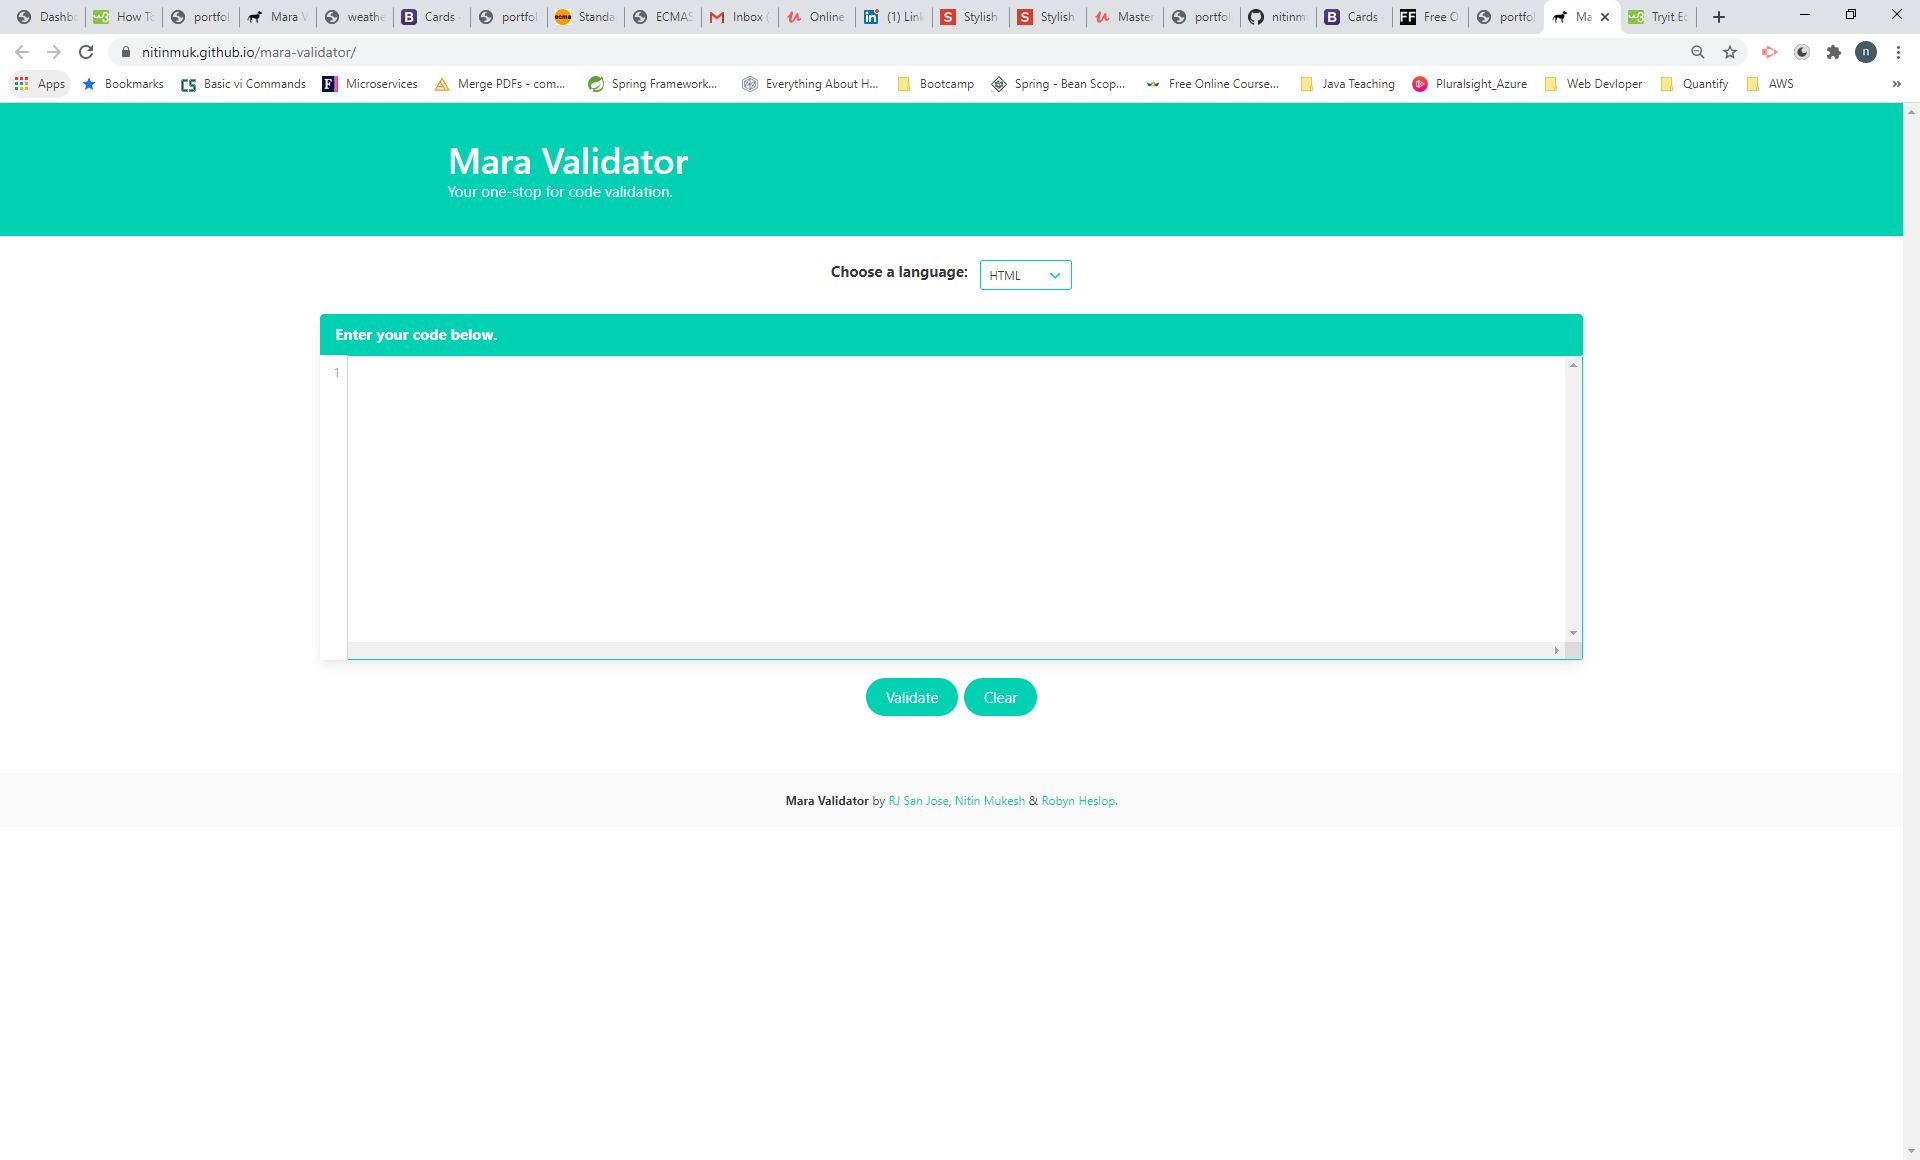 Dashb How To portfol Mara V weathe Cards - portfol Standa ECMAS Inbox ( Online (1) Link Stylish Stylish Master portfol nitinm Cards - Free O portfo Ma Tryit Ed
nitinmuk.github.io/mara-validator/ n
Apps Bookmarks Basic vi Commands Microservices Merge PDFs - com... Spring Framework... Everything About H... Bootcamp Spring - Bean Scop... Free Online Course... Java Teaching Pluralsight_Azure Web Devloper Quantify AWS »
Mara Validator
Your one-stop for code validation.
Choose a language: HTML
Enter your code below.
1
Validate Clear
Mara Validator by RJ San Jose, Nitin Mukesh & Robyn Heslop.